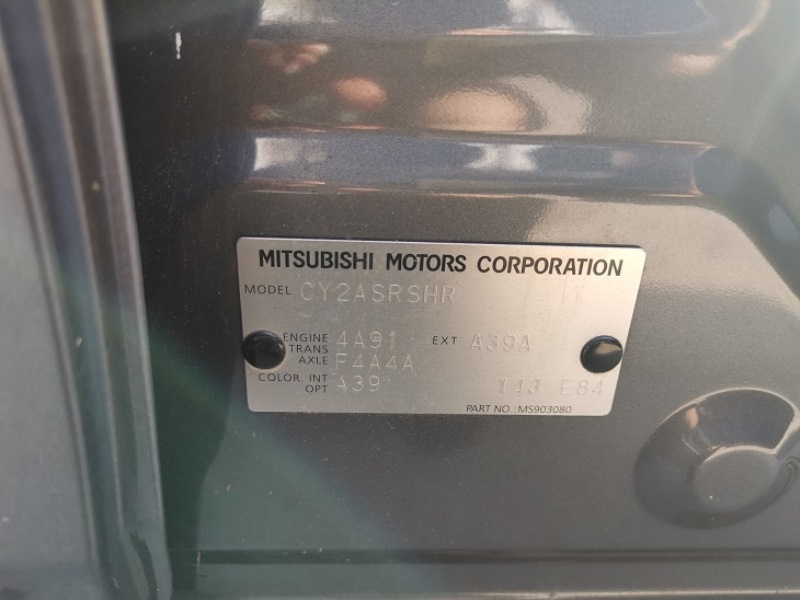 MITSUBISHI MOTORS CORPORATION
MODEL CY2ASRSHR
ENGINE 4A91 EXT A39A
TRANS
AXLE F4A4A
COLOR, INT A39
OPT E84
PART NO : MS903080